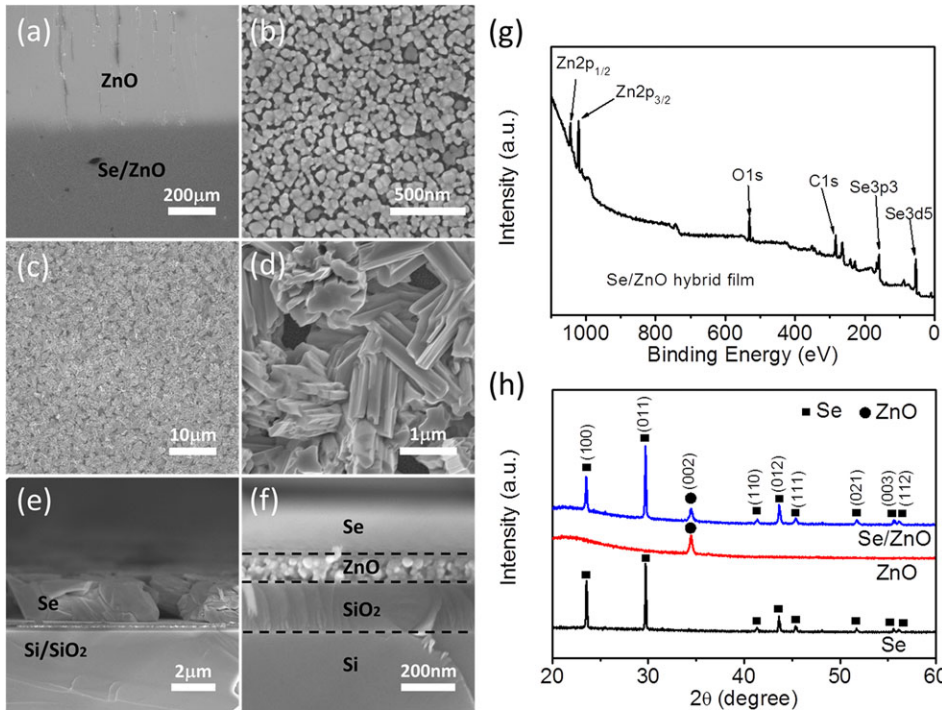 (a)
ZnO
Se/ZnO
200μm
(b)
500nm
(c)
10μm
(d)
1μm
(e)
Se
Si/SiO₂
2μm
(f)
Se
ZnO
SiO₂
Si
200nm
(g)
Intensity (a.u.)
Zn2p₁/₂
Zn2p₃/₂
O1s
C1s
Se3p3
Se3d5
Se/ZnO hybrid film
1000 800 600 400 200 0
Binding Energy (eV)
(h)
Intensity (a.u.)
■ Se ● ZnO
(100)
(011)
(002)
(110)
(012)
(111)
(021)
(003)
(112)
Se/ZnO
ZnO
Se
20 30 40 50 60
2θ (degree)